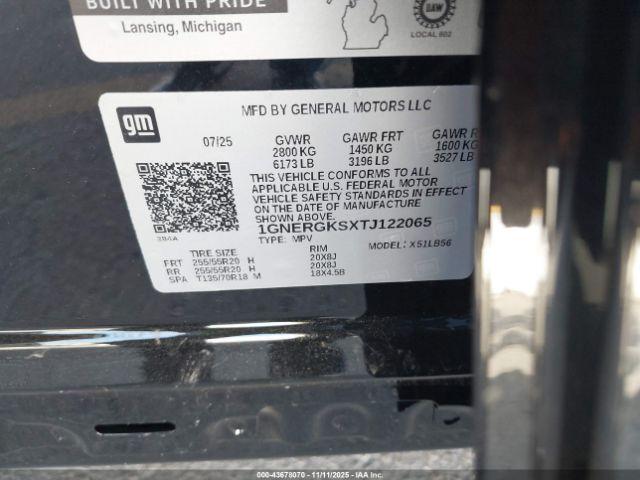 BUILT WITH PRIDE
Lansing, Michigan
UAW
LOCAL 602
gm
MFD BY GENERAL MOTORS LLC
07/25 GVWR GAWR FRT GAWR R
2800 KG 1450 KG 1600 KG
6173 LB 3196 LB 3527 LB
THIS VEHICLE CONFORMS TO ALL
APPLICABLE U.S. FEDERAL MOTOR
VEHICLE SAFETY STANDARDS IN EFFECT
ON THE DATE OF MANUFACTURE
SHOWN ABOVE.
1GNERGKSXTJ122065
TYPE: MPV MODEL: X51LB56
3B4A
TIRE SIZE RIM
FRT 255/55R20 H 20X8J
RR 255/55R20 H 20X8J
SPA T135/70R18 M 18X4.5B
000-43678070 - 11/11/2025 - IAAI.COM